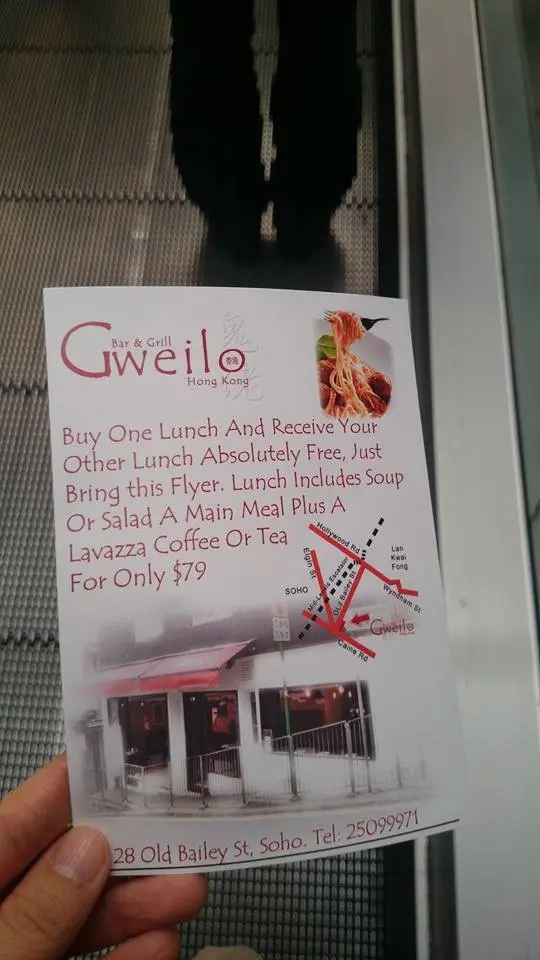 Bar & Grill
Gweilo
香港
Hong Kong
Buy One Lunch And Receive Your
Other Lunch Absolutely Free, Just
Bring this Flyer. Lunch Includes Soup
Or Salad A Main Meal Plus A
Lavazza Coffee Or Tea
For Only $79
Hollywood Rd
Lan
Kwai
Fong
Elgin St
Mid-Levels Escalator
Old Bailey St
Wyndham St
SOHO
Gweilo
Caine Rd
28 Old Bailey St, Soho. Tel: 25099971